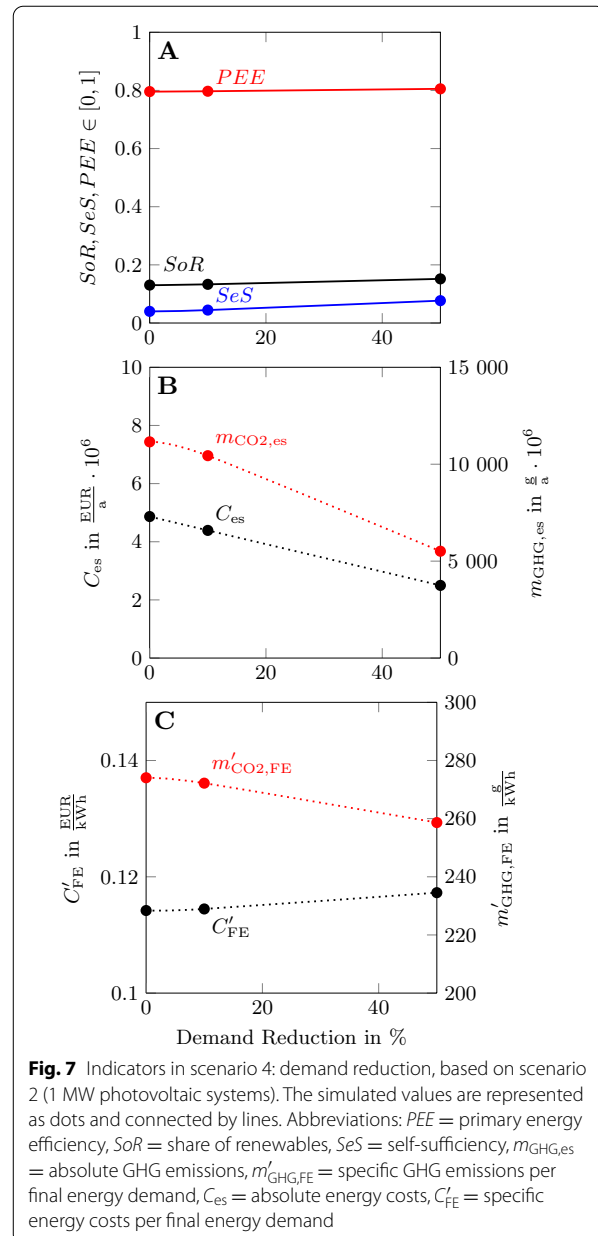 A
1
PEE
0.8
0.6
SoR, SeS, PEE ∈ [0, 1]
0.4
SoR
0.2
SeS
0
0 20 40
B
10 15 000
8
m_CO2,es
10 000
6
C_es
C_es in EUR/a · 10^6
m_GHG,es in g/a · 10^6
4
5 000
2
0 0
0 20 40
C
300
0.14
m′_CO2,FE
280
260
C′_FE in EUR/kWh
m′_GHG,FE in g/kWh
0.12
240
C′_FE
220
0.1 200
0 20 40
Demand Reduction in %
Fig. 7 Indicators in scenario 4: demand reduction, based on scenario
2 (1 MW photovoltaic systems). The simulated values are represented
as dots and connected by lines. Abbreviations: PEE = primary energy
efficiency, SoR = share of renewables, SeS = self-sufficiency, m_GHG,es
= absolute GHG emissions, m′_GHG,FE = specific GHG emissions per
final energy demand, C_es = absolute energy costs, C′_FE = specific
energy costs per final energy demand